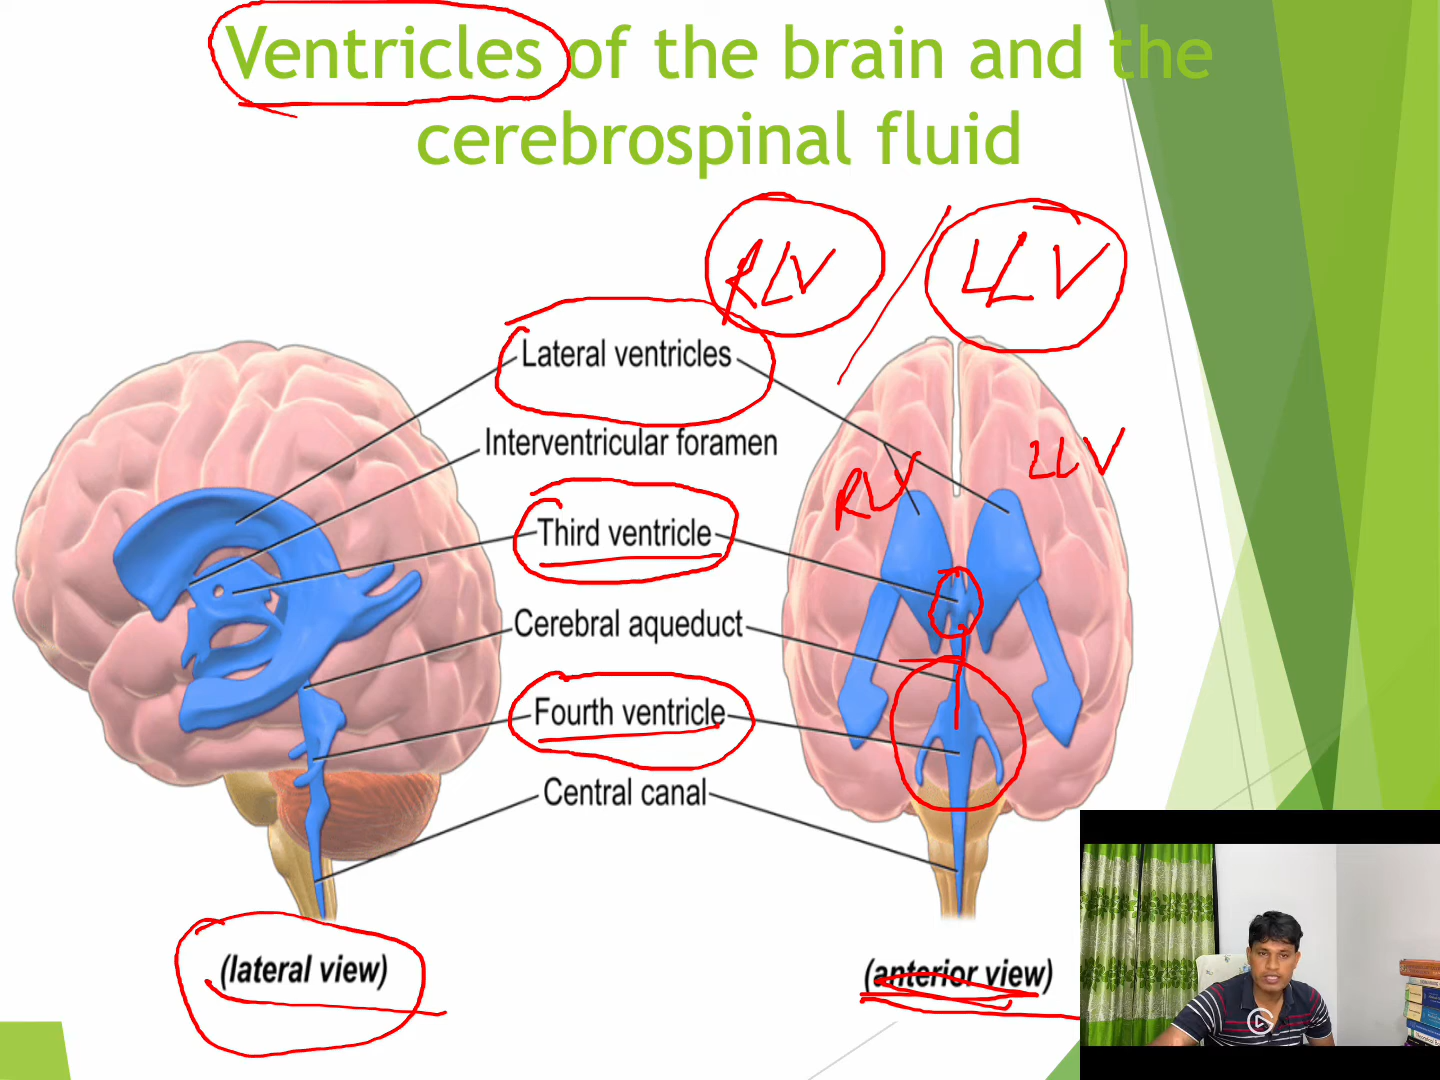 Ventricles of the brain and the
cerebrospinal fluid
RLV
LLV
Lateral ventricles
Interventricular foramen
LLV
RLV
Third ventricle
Cerebral aqueduct
Fourth ventricle
Central canal
(lateral view)
(anterior view)